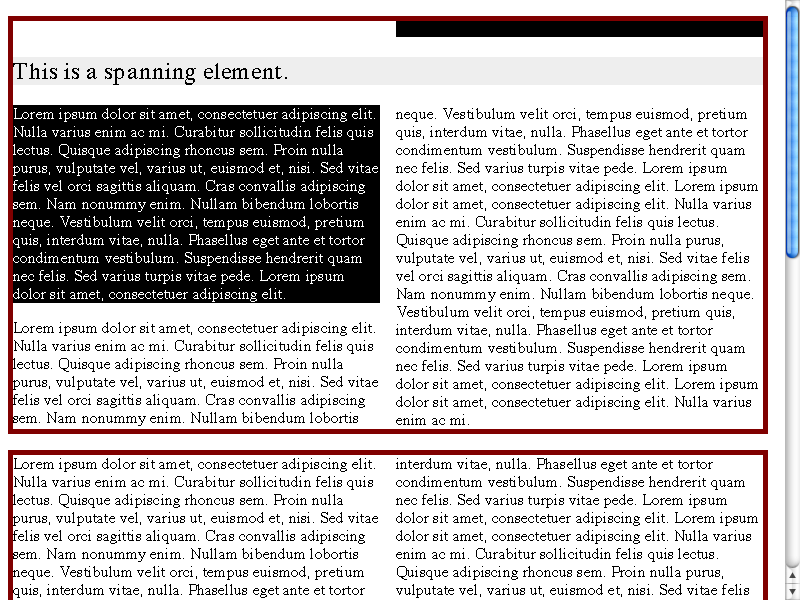 This is a spanning element.
Lorem ipsum dolor sit amet, consectetuer adipiscing elit.
Nulla varius enim ac mi. Curabitur sollicitudin felis quis
lectus. Quisque adipiscing rhoncus sem. Proin nulla
purus, vulputate vel, varius ut, euismod et, nisi. Sed vitae
felis vel orci sagittis aliquam. Cras convallis adipiscing
sem. Nam nonummy enim. Nullam bibendum lobortis
neque. Vestibulum velit orci, tempus euismod, pretium
quis, interdum vitae, nulla. Phasellus eget ante et tortor
condimentum vestibulum. Suspendisse hendrerit quam
nec felis. Sed varius turpis vitae pede. Lorem ipsum
dolor sit amet, consectetuer adipiscing elit.
Lorem ipsum dolor sit amet, consectetuer adipiscing elit.
Nulla varius enim ac mi. Curabitur sollicitudin felis quis
lectus. Quisque adipiscing rhoncus sem. Proin nulla
purus, vulputate vel, varius ut, euismod et, nisi. Sed vitae
felis vel orci sagittis aliquam. Cras convallis adipiscing
sem. Nam nonummy enim. Nullam bibendum lobortis
neque. Vestibulum velit orci, tempus euismod, pretium
quis, interdum vitae, nulla. Phasellus eget ante et tortor
condimentum vestibulum. Suspendisse hendrerit quam
nec felis. Sed varius turpis vitae pede. Lorem ipsum
dolor sit amet, consectetuer adipiscing elit. Lorem ipsum
dolor sit amet, consectetuer adipiscing elit. Nulla varius
enim ac mi. Curabitur sollicitudin felis quis lectus.
Quisque adipiscing rhoncus sem. Proin nulla purus,
vulputate vel, varius ut, euismod et, nisi. Sed vitae felis
vel orci sagittis aliquam. Cras convallis adipiscing sem.
Nam nonummy enim. Nullam bibendum lobortis neque.
Vestibulum velit orci, tempus euismod, pretium quis,
interdum vitae, nulla. Phasellus eget ante et tortor
condimentum vestibulum. Suspendisse hendrerit quam
nec felis. Sed varius turpis vitae pede. Lorem ipsum
dolor sit amet, consectetuer adipiscing elit. Lorem ipsum
dolor sit amet, consectetuer adipiscing elit. Nulla varius
enim ac mi.
Lorem ipsum dolor sit amet, consectetuer adipiscing elit.
Nulla varius enim ac mi. Curabitur sollicitudin felis quis
lectus. Quisque adipiscing rhoncus sem. Proin nulla
purus, vulputate vel, varius ut, euismod et, nisi. Sed vitae
felis vel orci sagittis aliquam. Cras convallis adipiscing
sem. Nam nonummy enim. Nullam bibendum lobortis
neque. Vestibulum velit orci, tempus euismod, pretium
quis, interdum vitae, nulla. Phasellus eget ante et tortor
interdum vitae, nulla. Phasellus eget ante et tortor
condimentum vestibulum. Suspendisse hendrerit quam
nec felis. Sed varius turpis vitae pede. Lorem ipsum
dolor sit amet, consectetuer adipiscing elit. Lorem ipsum
dolor sit amet, consectetuer adipiscing elit. Nulla varius
enim ac mi. Curabitur sollicitudin felis quis lectus.
Quisque adipiscing rhoncus sem. Proin nulla purus,
vulputate vel, varius ut, euismod et, nisi. Sed vitae felis